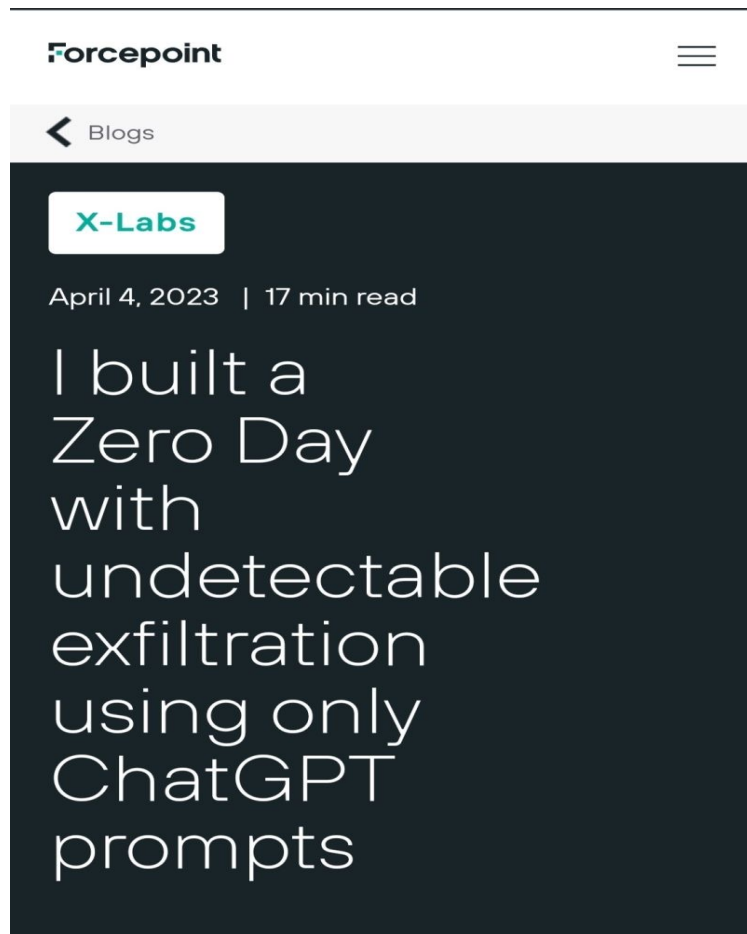 Forcepoint
Blogs
X-Labs
April 4, 2023 | 17 min read
I built a
Zero Day
with
undetectable
exfiltration
using only
ChatGPT
prompts